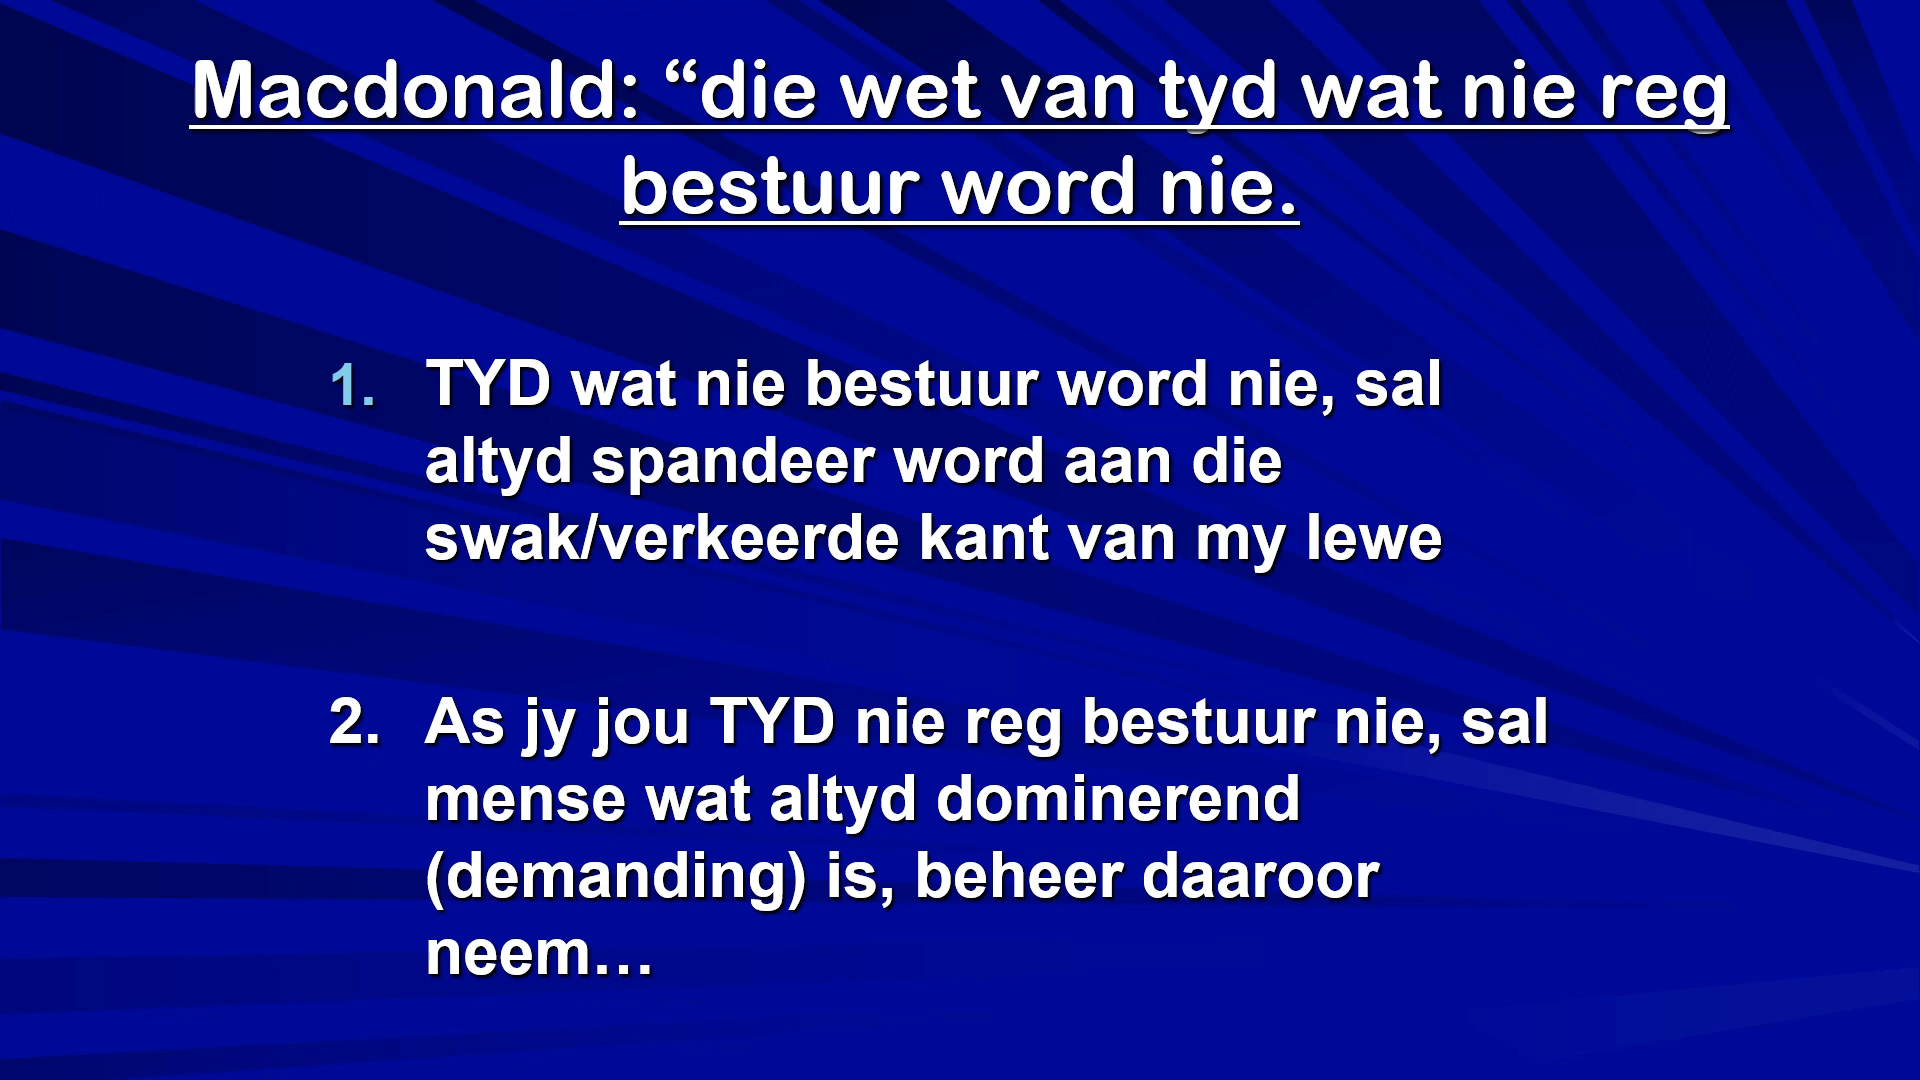 Macdonald: “die wet van tyd wat nie reg
bestuur word nie.
1. TYD wat nie bestuur word nie, sal
altyd spandeer word aan die
swak/verkeerde kant van my lewe
2. As jy jou TYD nie reg bestuur nie, sal
mense wat altyd dominerend
(demanding) is, beheer daaroor
neem…